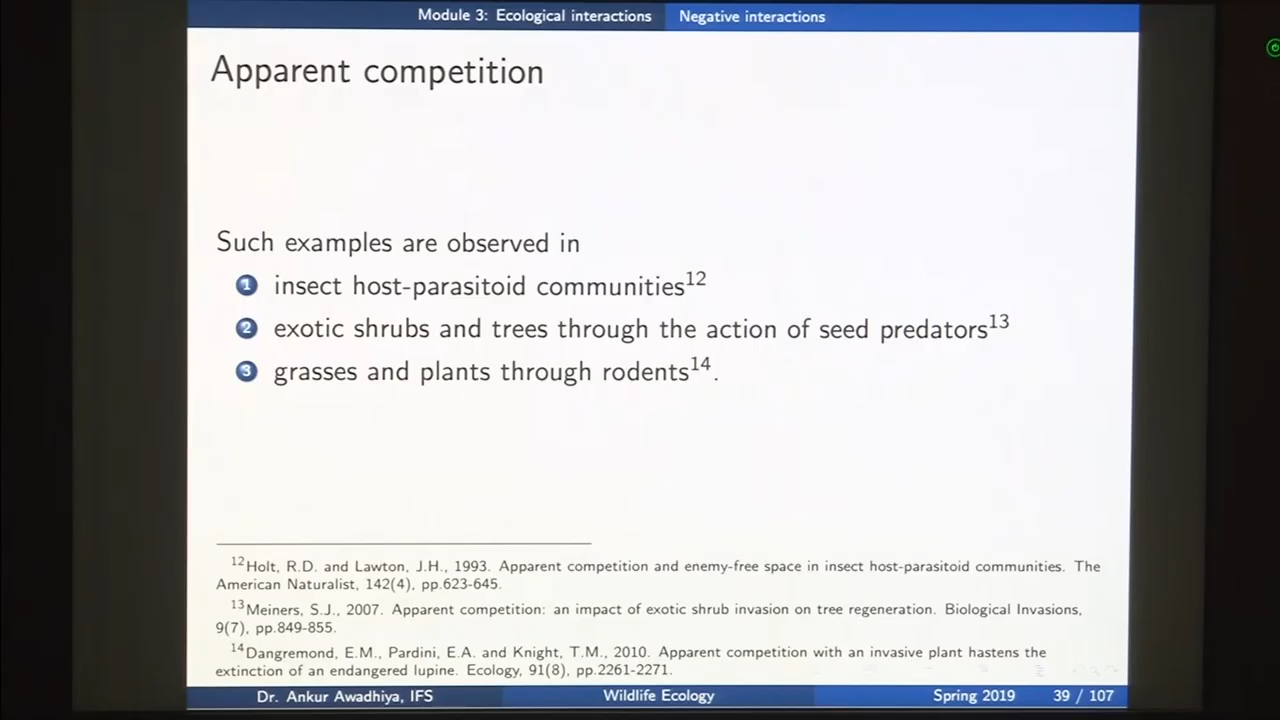 Module 3: Ecological interactions Negative interactions
Apparent competition
Such examples are observed in
1 insect host-parasitoid communities12
2 exotic shrubs and trees through the action of seed predators13
3 grasses and plants through rodents14.
12Holt, R.D. and Lawton, J.H., 1993. Apparent competition and enemy-free space in insect host-parasitoid communities. The
American Naturalist, 142(4), pp.623-645.
13Meiners, S.J., 2007. Apparent competition: an impact of exotic shrub invasion on tree regeneration. Biological Invasions,
9(7), pp.849-855.
14Dangremond, E.M., Pardini, E.A. and Knight, T.M., 2010. Apparent competition with an invasive plant hastens the
extinction of an endangered lupine. Ecology, 91(8), pp.2261-2271.
Dr. Ankur Awadhiya, IFS Wildlife Ecology Spring 2019 39 / 107